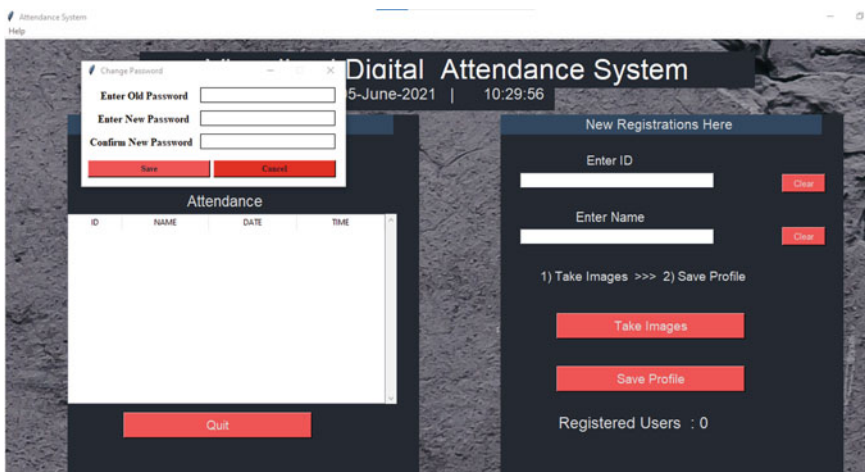 Attendance System
Help
Digital Attendance System
05-June-2021 | 10:29:56
Change Password
Enter Old Password
Enter New Password
Confirm New Password
Save Cancel
Attendance
ID NAME DATE TIME
Quit
New Registrations Here
Enter ID
Clear
Enter Name
Clear
1) Take Images >>> 2) Save Profile
Take Images
Save Profile
Registered Users : 0